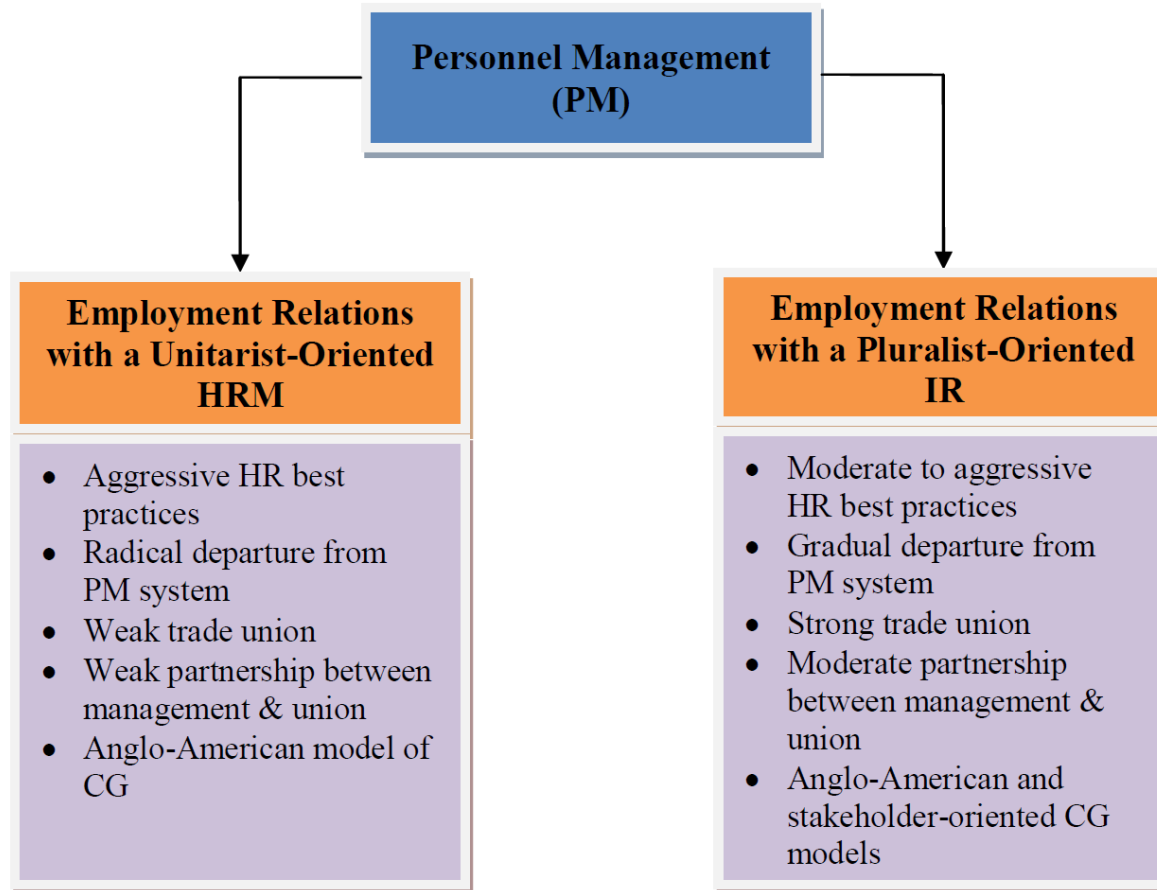 Personnel Management
(PM)
Employment Relations
with a Unitarist-Oriented
HRM
• Aggressive HR best
practices
• Radical departure from
PM system
• Weak trade union
• Weak partnership between
management & union
• Anglo-American model of
CG
Employment Relations
with a Pluralist-Oriented
IR
• Moderate to aggressive
HR best practices
• Gradual departure from
PM system
• Strong trade union
• Moderate partnership
between management &
union
• Anglo-American and
stakeholder-oriented CG
models